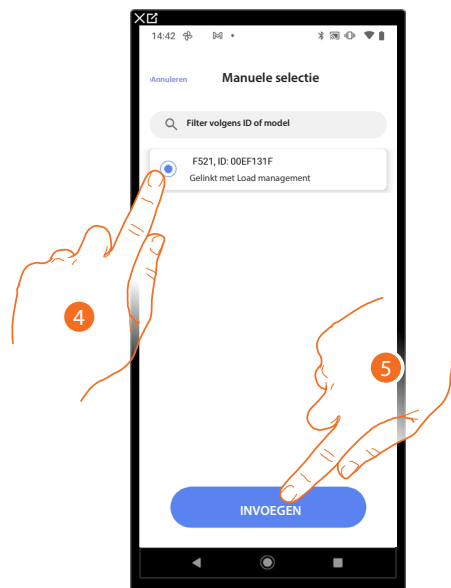 14:42
Annuleren
Manuele selectie
Filter volgens ID of model
F521, ID: 00EF131F
Gelinkt met Load management
4
5
INVOEGEN